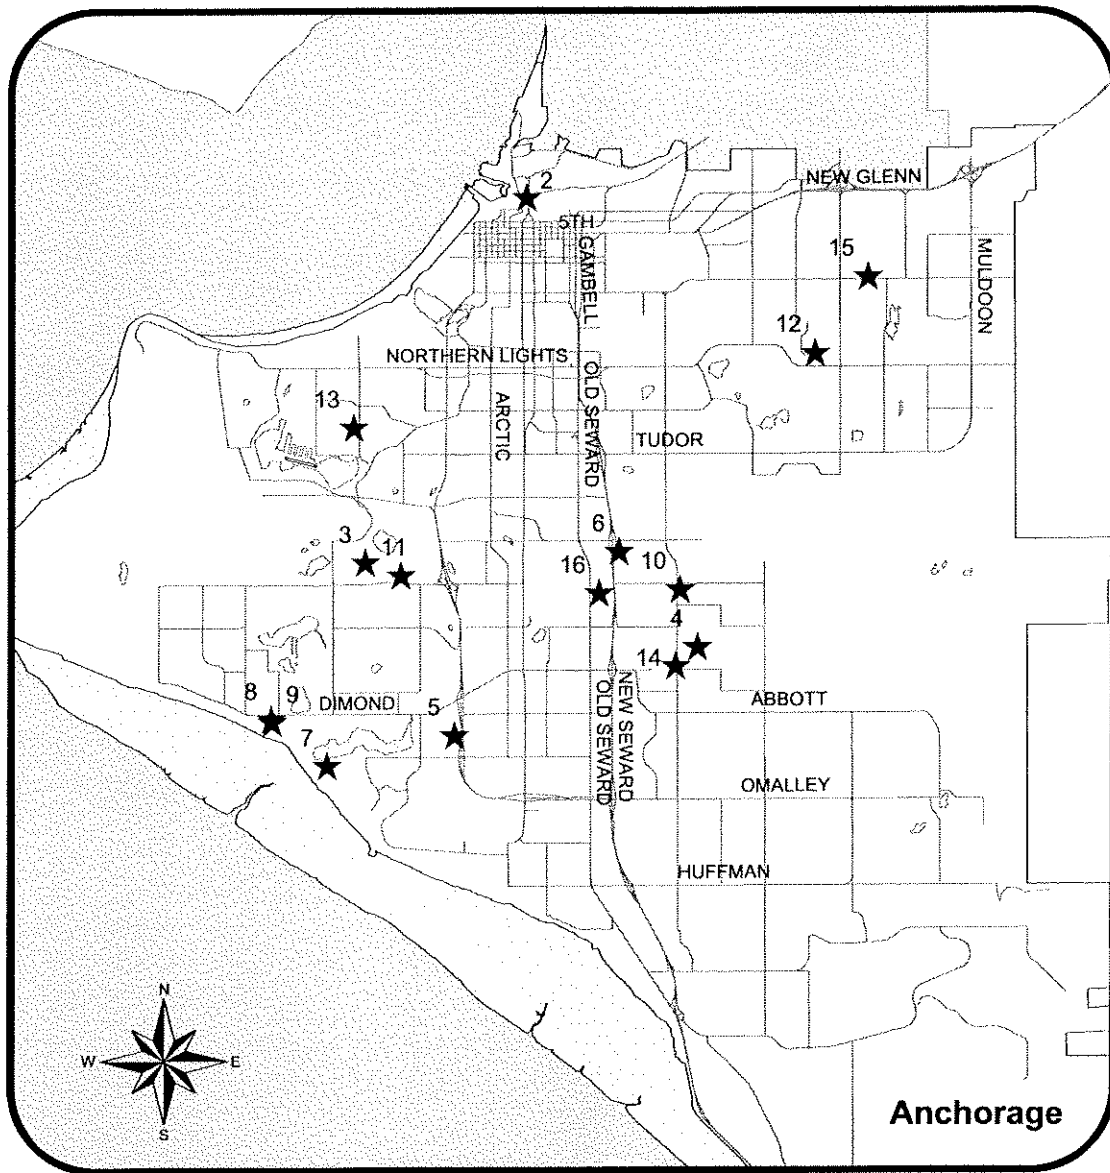 2
NEW GLENN
5TH
GAMBELL
15
MULDOON
12
NORTHERN LIGHTS
OLD SEWARD
ARCTIC
13
TUDOR
6
3
11
16
10
4
14
8
9
DIMOND
5
NEW SEWARD
OLD SEWARD
ABBOTT
7
OMALLEY
HUFFMAN
N
W
E
S
Anchorage